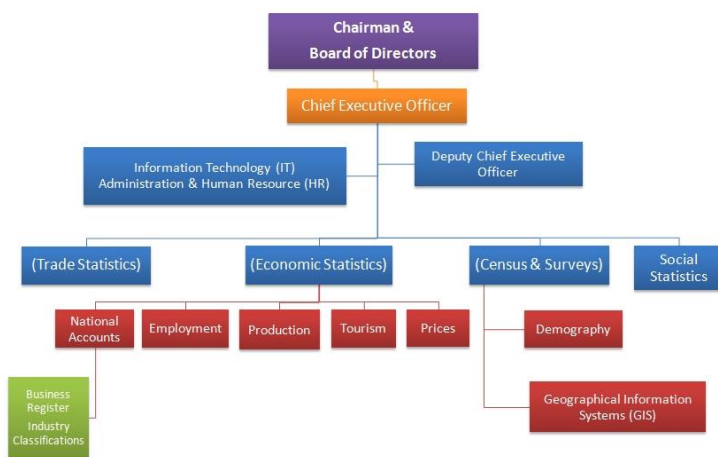 Chairman &
Board of Directors
Chief Executive Officer
Information Technology (IT)
Administration & Human Resource (HR)
Deputy Chief Executive
Officer
(Trade Statistics)
(Economic Statistics)
(Census & Surveys)
Social
Statistics
National
Accounts
Employment
Production
Tourism
Prices
Demography
Business
Register
Industry
Classifications
Geographical Information
Systems (GIS)